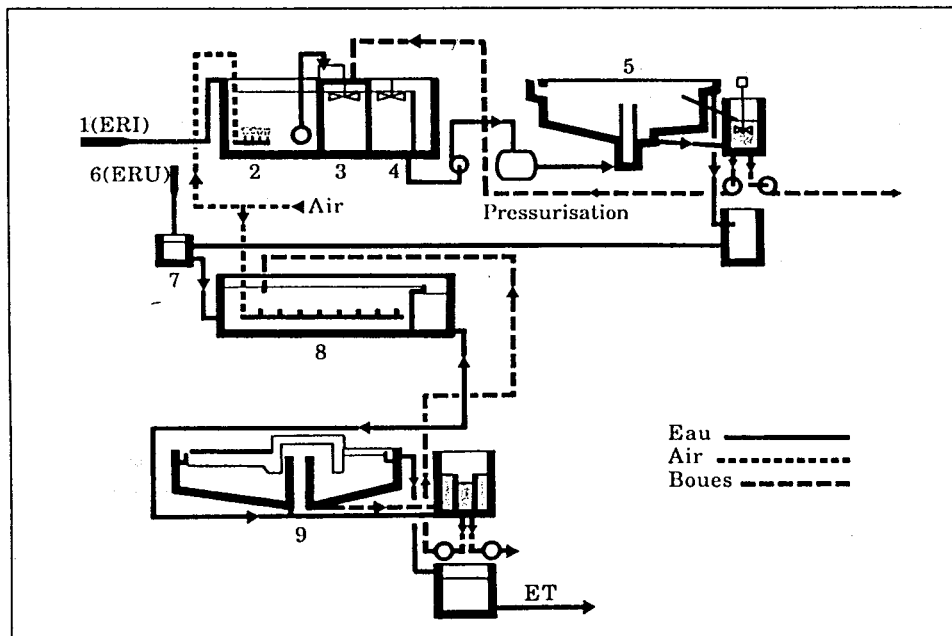 5
1(ERI)
2 3 4
6(ERU)
Air
Pressurisation
7
8
Eau
Air
Boues
9
ET